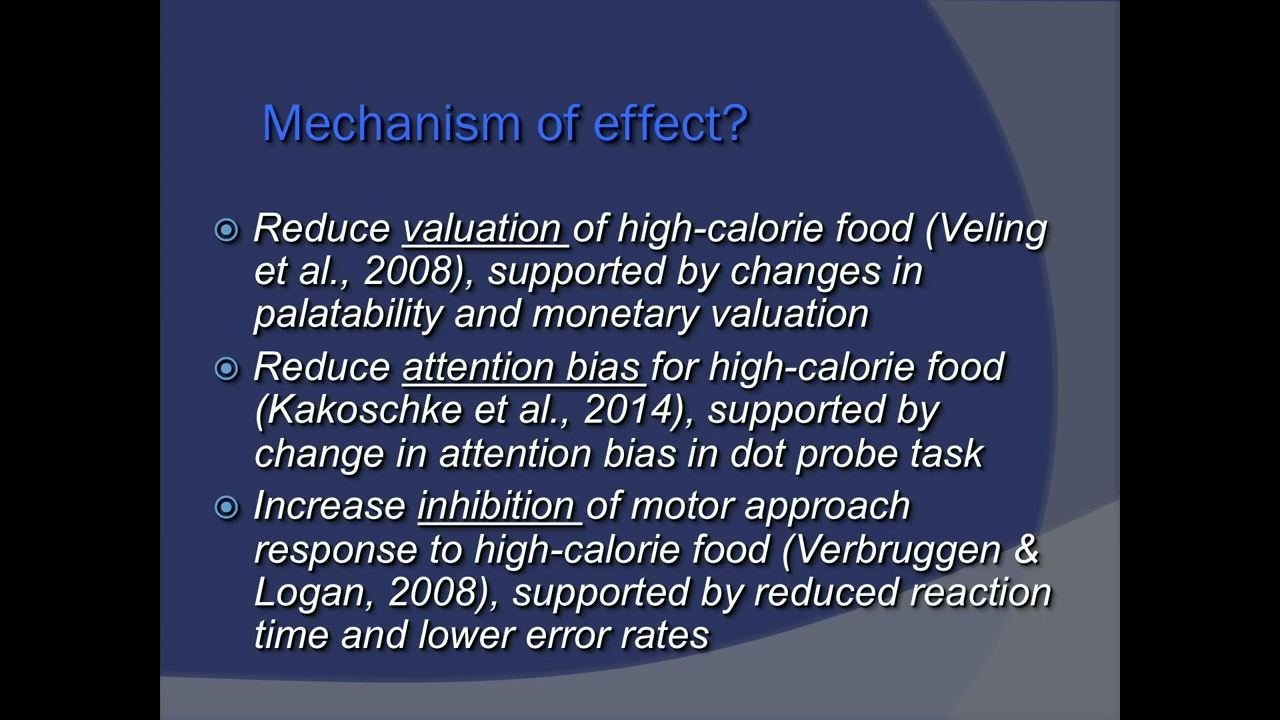 Mechanism of effect?
Reduce valuation of high-calorie food (Veling
et al., 2008), supported by changes in
palatability and monetary valuation
Reduce attention bias for high-calorie food
(Kakoschke et al., 2014), supported by
change in attention bias in dot probe task
Increase inhibition of motor approach
response to high-calorie food (Verbruggen &
Logan, 2008), supported by reduced reaction
time and lower error rates